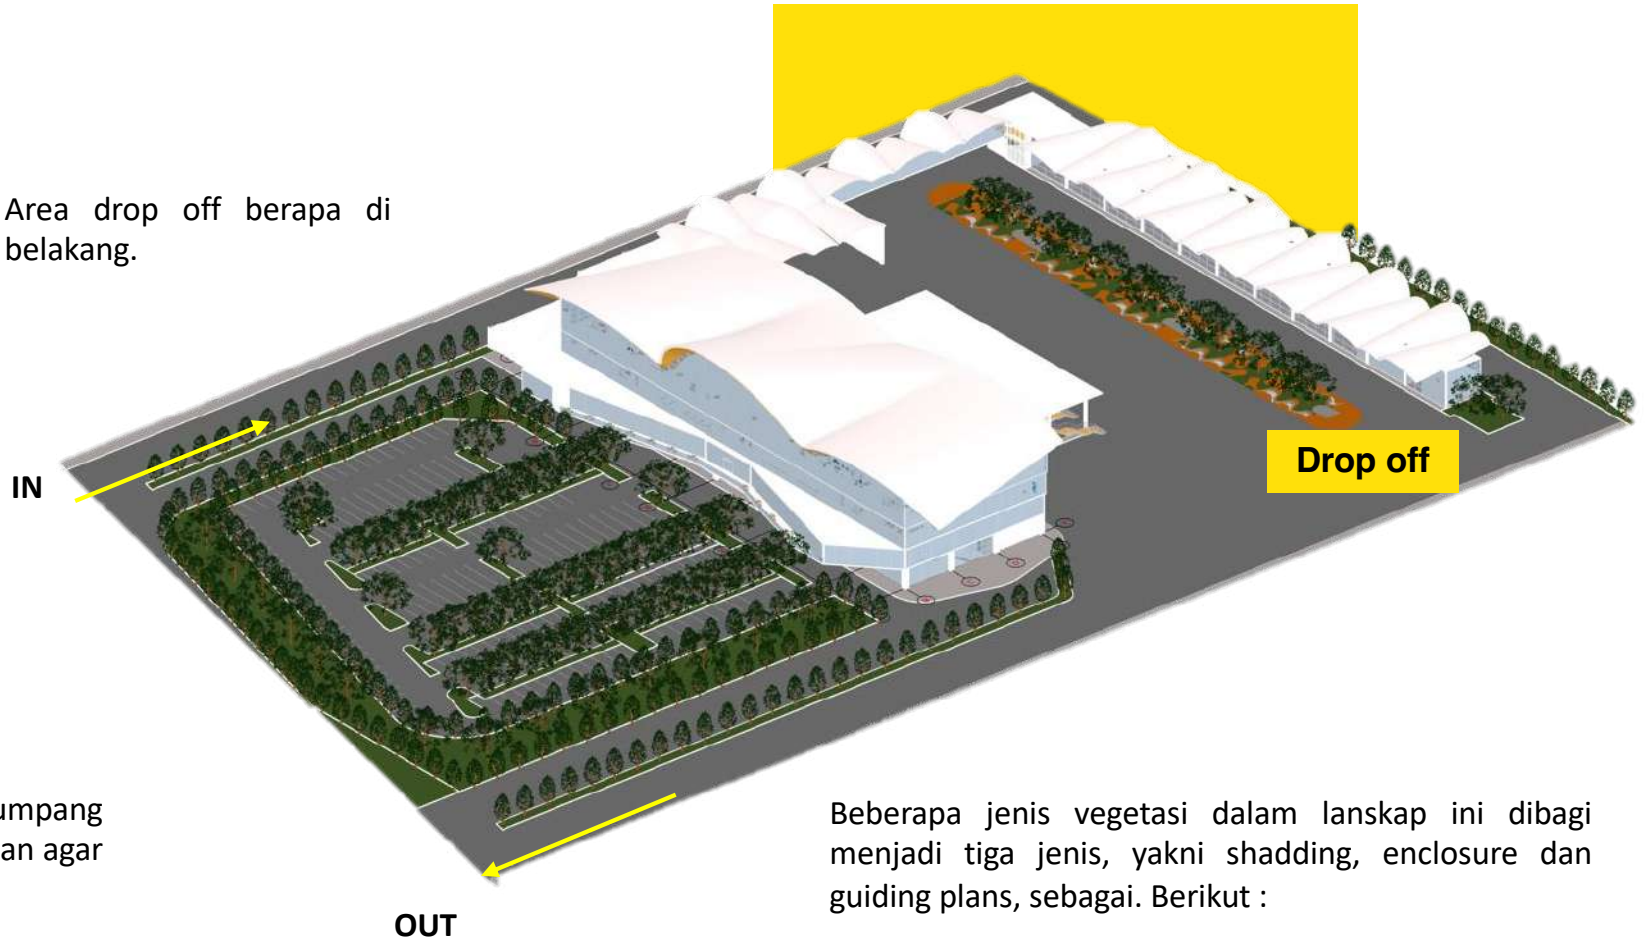 Area drop off berapa di
belakang.
IN
Drop off
umpang
an agar
OUT
Beberapa jenis vegetasi dalam lanskap ini dibagi
menjadi tiga jenis, yakni shadding, enclosure dan
guiding plans, sebagai. Berikut :